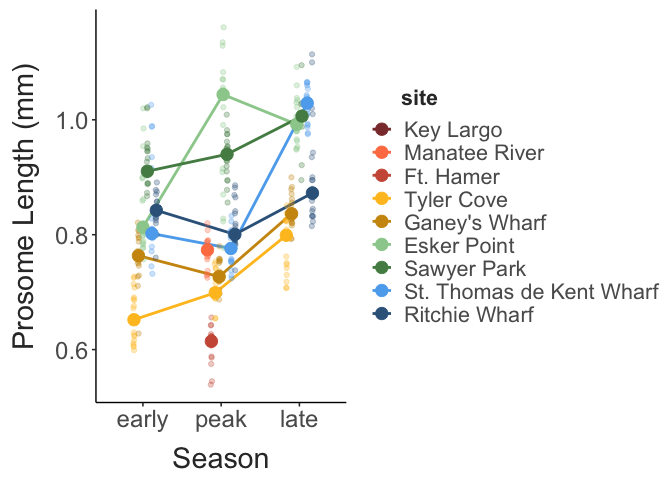 Prosome Length (mm)
1.0
0.8
0.6
early peak late
Season
site
Key Largo
Manatee River
Ft. Hamer
Tyler Cove
Ganey's Wharf
Esker Point
Sawyer Park
St. Thomas de Kent Wharf
Ritchie Wharf